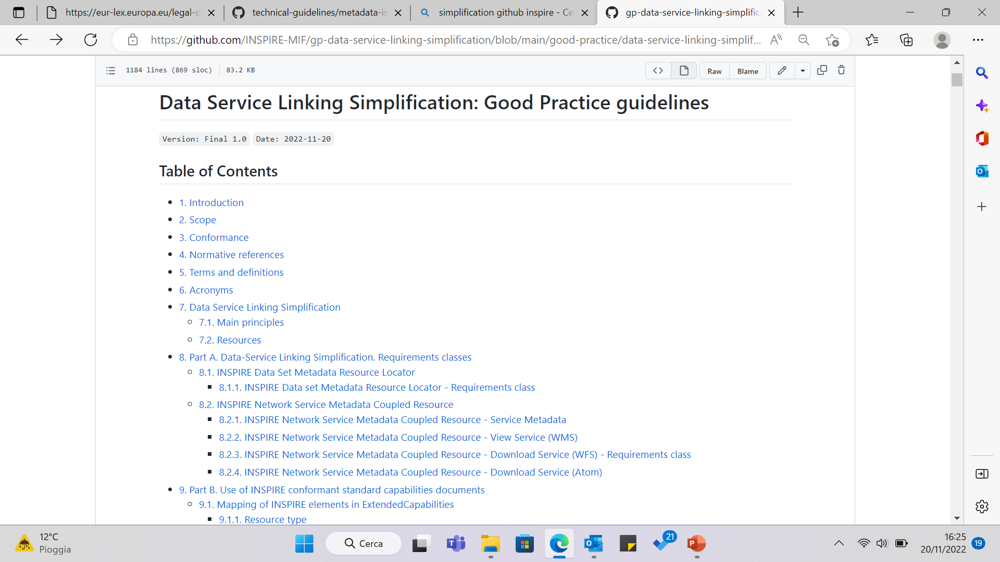 https://eur-lex.europa.eu/legal-c
technical-guidelines/metadata-is
simplification github inspire - Ce
gp-data-service-linking-simplific
https://github.com/INSPIRE-MIF/gp-data-service-linking-simplification/blob/main/good-practice/data-service-linking-simplif...
1184 lines (869 sloc) 83.2 KB
Raw Blame
Data Service Linking Simplification: Good Practice guidelines
Version: Final 1.0 Date: 2022-11-20
Table of Contents
1. Introduction
2. Scope
3. Conformance
4. Normative references
5. Terms and definitions
6. Acronyms
7. Data Service Linking Simplification
7.1. Main principles
7.2. Resources
8. Part A. Data-Service Linking Simplification. Requirements classes
8.1. INSPIRE Data Set Metadata Resource Locator
8.1.1. INSPIRE Data set Metadata Resource Locator - Requirements class
8.2. INSPIRE Network Service Metadata Coupled Resource
8.2.1. INSPIRE Network Service Metadata Coupled Resource - Service Metadata
8.2.2. INSPIRE Network Service Metadata Coupled Resource - View Service (WMS)
8.2.3. INSPIRE Network Service Metadata Coupled Resource - Download Service (WFS) - Requirements class
8.2.4. INSPIRE Network Service Metadata Coupled Resource - Download Service (Atom)
9. Part B. Use of INSPIRE conformant standard capabilities documents
9.1. Mapping of INSPIRE elements in ExtendedCapabilities
9.1.1. Resource type
12°C
Pioggia
Cerca
21
16:25
20/11/2022
19